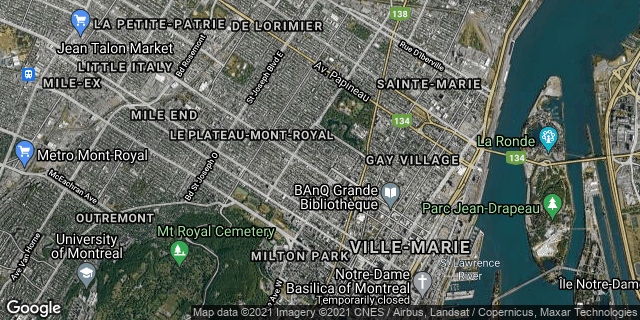 138
LA PETITE-PATRIE
DE LORIMIER
Jean Talon Market
Bd Rosemont
St Joseph Blvd E
Rue D'Iberville
LITTLE ITALY
Av. Papineau
MILE-EX
SAINTE-MARIE
MILE END
134
LE PLATEAU-MONT-ROYAL
La Ronde
Metro Mont-Royal
GAY VILLAGE
134
McEachran Ave
Bd St Joseph O
BAnQ Grande
Bibliothèque
Parc Jean-Drapeau
OUTREMONT
Mt Royal Cemetery
Ave Van Horne
University
of Montreal
VILLE-MARIE
MILTON PARK
St Lawrence
River
Notre-Dame
Basilica of Montreal
Temporarily closed
Île Notre-Dame
Ave W
Google
Map data ©2021 Imagery ©2021 CNES / Airbus, Landsat / Copernicus, Maxar Technologies